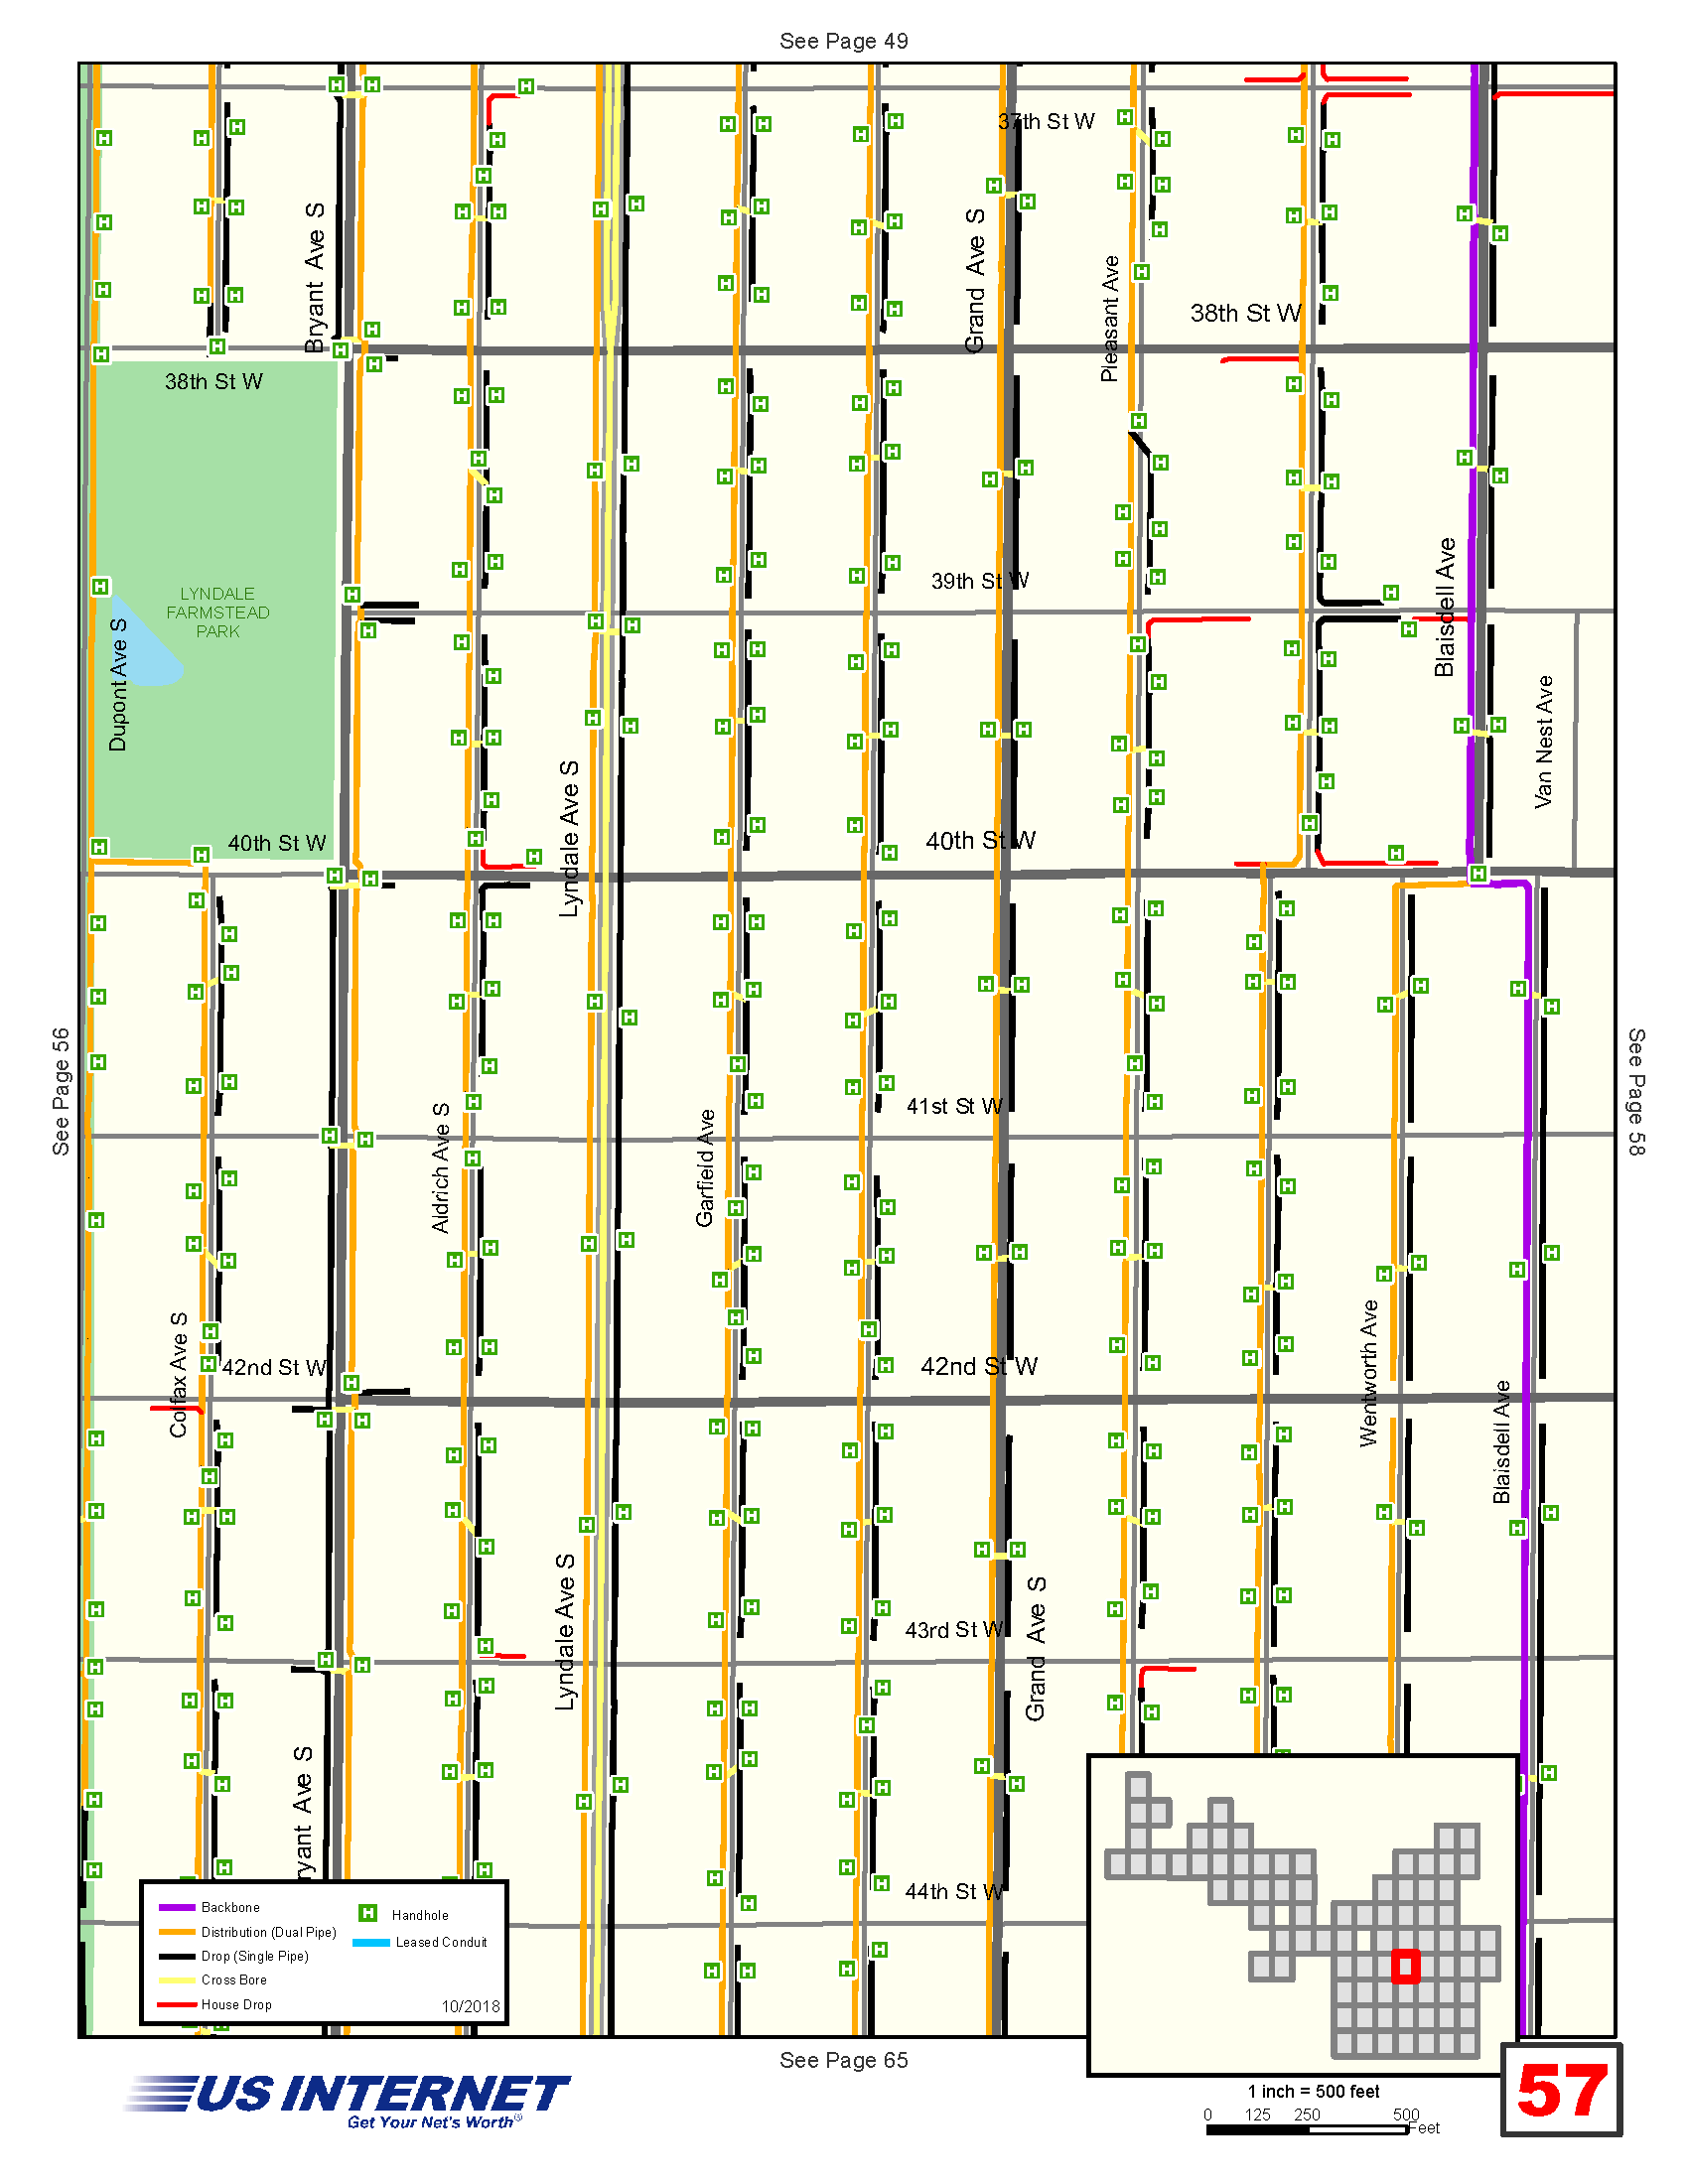 See Page 49
37th St W
Bryant Ave S
Grand Ave S
Pleasant Ave
38th St W
38th St W
39th St W
LYNDALE
FARMSTEAD
PARK
Dupont Ave S
Blaisdell Ave
Van Nest Ave
Lyndale Ave S
40th St W
40th St W
See Page 56
See Page 58
41st St W
Aldrich Ave S
Garfield Ave
Colfax Ave S
42nd St W
42nd St W
Wentworth Ave
Blaisdell Ave
Lyndale Ave S
Grand Ave S
43rd St W
ryant Ave S
44th St W
Backbone
Distribution (Dual Pipe)
Drop (Single Pipe)
Cross Bore
House Drop
H Handhole
Leased Conduit
10/2018
See Page 65
US INTERNET
Get Your Net's Worth®
1 inch = 500 feet
0 125 250 500
Feet
57